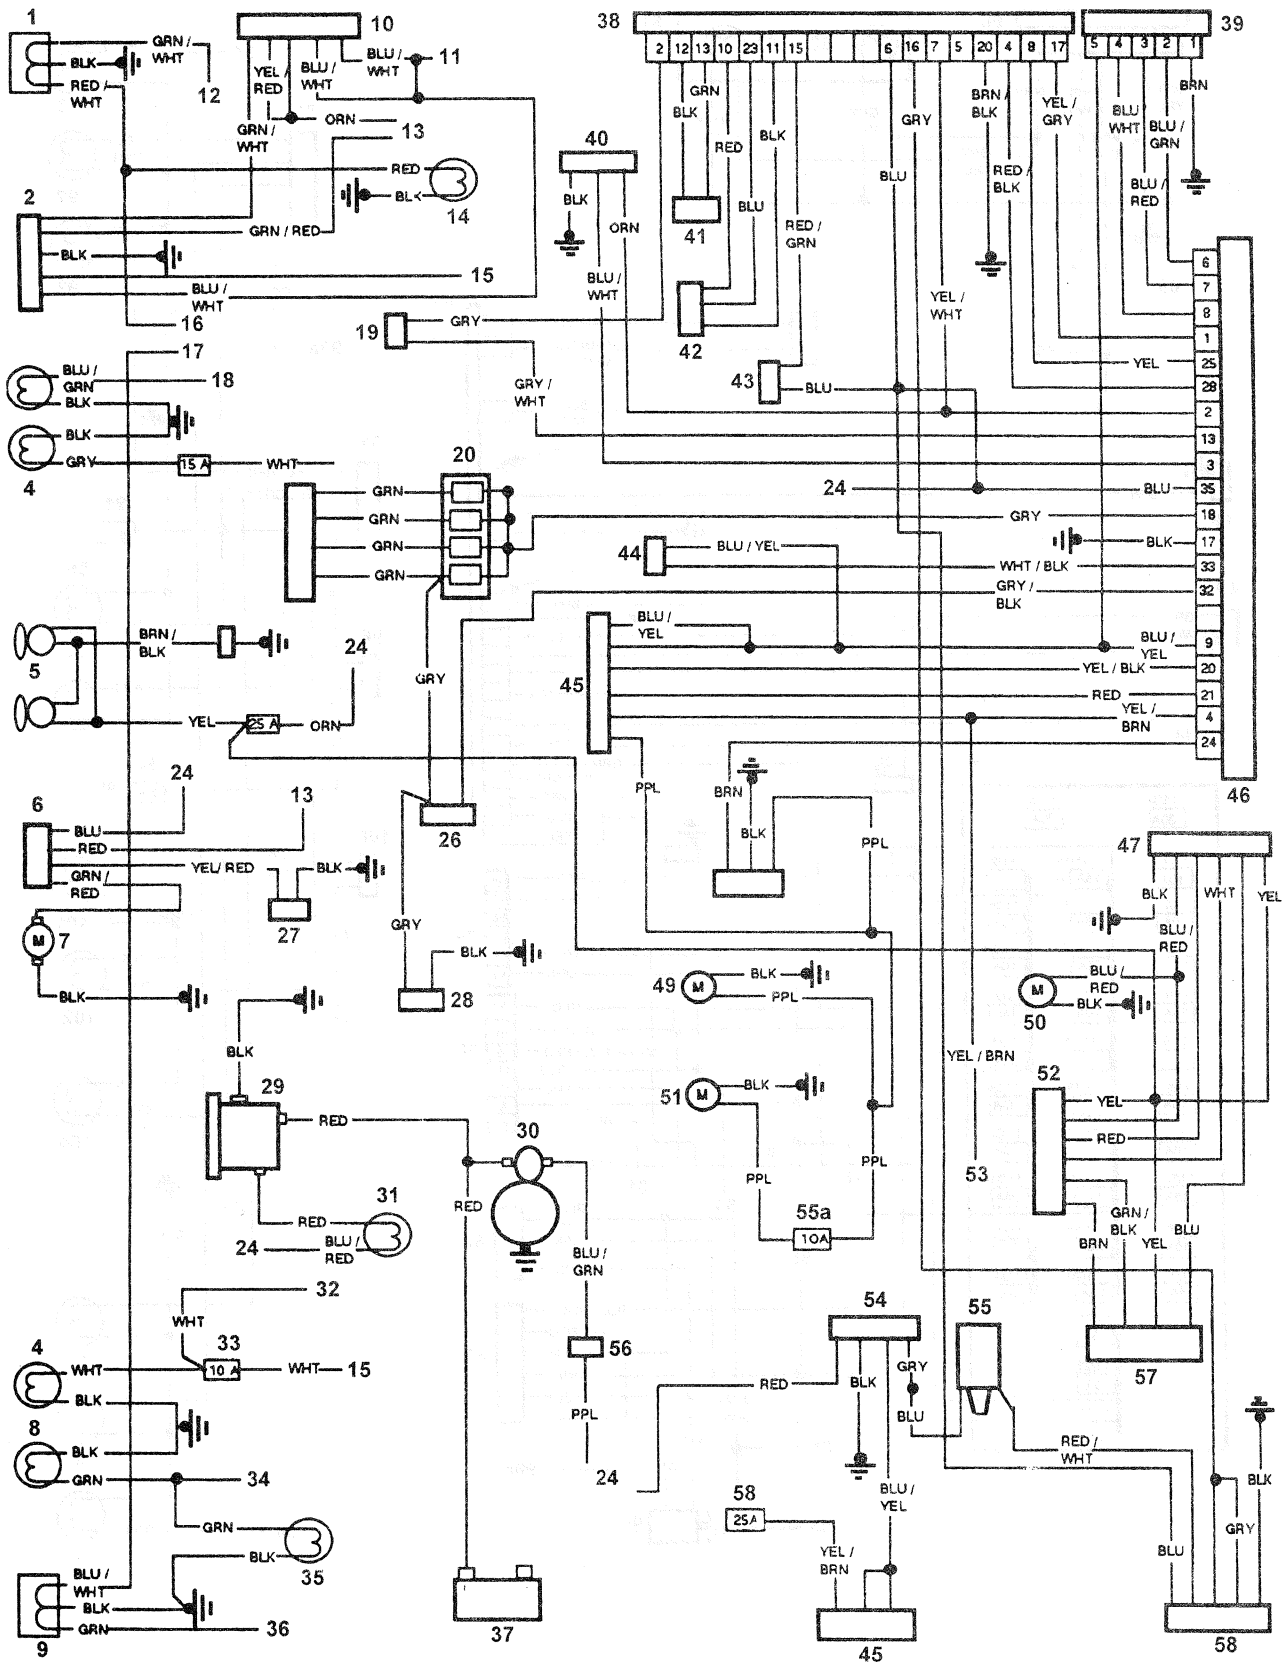 1
GRN /
WHT
BLK
RED /
WHT
12
10
BLU /
WHT
11
YEL /
RED
BLU /
WHT
ORN
GRN /
WHT
13
RED
BLK
14
2
GRN / RED
BLK
15
BLU /
WHT
16
17
BLU /
GRN
18
BLK
BLK
GRY
15 A
WHT
4
19
GRY
GRY /
WHT
20
GRN
GRN
GRN
GRN
5
BRN /
BLK
24
YEL
25 A
ORN
GRY
24
13
6
BLU
RED
YEL/ RED
BLK
GRN /
RED
M
7
BLK
27
26
GRY
BLK
28
BLK
29
RED
30
RED
31
RED
BLU /
RED
24
BLU /
GRN
32
WHT
4
33
WHT
10 A
WHT
15
BLK
8
BLK
GRN
34
GRN
BLK
35
BLU /
WHT
BLK
GRN
36
9
37
56
PPL
24
38
2 12 13 10 23 11 15
6 16 7 5 20 4 8 17
39
5 4 3 2 1
BLK
GRN
RED
BLU
BLK
RED /
GRN
BLU
GRY
YEL /
WHT
BRN /
BLK
RED /
BLK
YEL /
GRY
BLU
WHT
BLU /
RED
BLU /
GRN
BRN
40
BLK
BLU /
WHT
ORN
41
42
43
BLU
6
7
8
1
YEL
25
28
2
13
3
24
BLU
35
GRY
18
BLK
17
44
BLU / YEL
WHT / BLK
33
GRY /
BLK
32
45
BLU /
YEL
BLU /
YEL
9
YEL / BLK
20
RED
21
YEL /
BRN
4
24
46
PPL
BRN
BLK
PPL
47
BLK
BLU /
RED
WHT
YEL
49
M
BLK
PPL
50
M
BLU /
RED
BLK
51
M
BLK
PPL
PPL
YEL / BRN
53
52
YEL
RED
GRN /
BLK
BRN
YEL
BLU
55a
10A
54
55
RED
BLK
GRY
BLU
57
RED /
WHT
BLU /
YEL
58
25A
YEL /
BRN
45
BLU
GRY
BLK
58